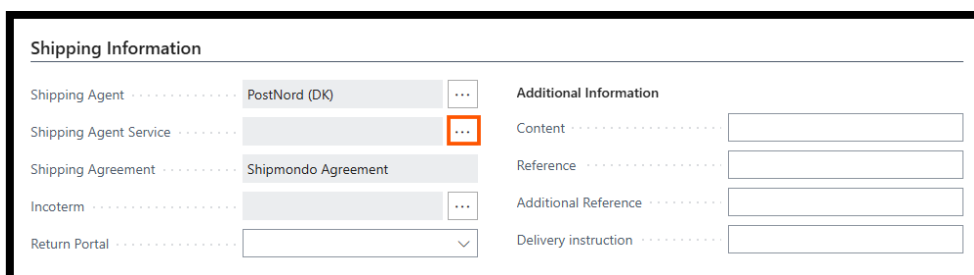 Shipping Information
Shipping Agent
PostNord (DK)
...
Shipping Agent Service
...
Shipping Agreement
Shipmondo Agreement
Incoterm
...
Return Portal
Additional Information
Content
Reference
Additional Reference
Delivery instruction